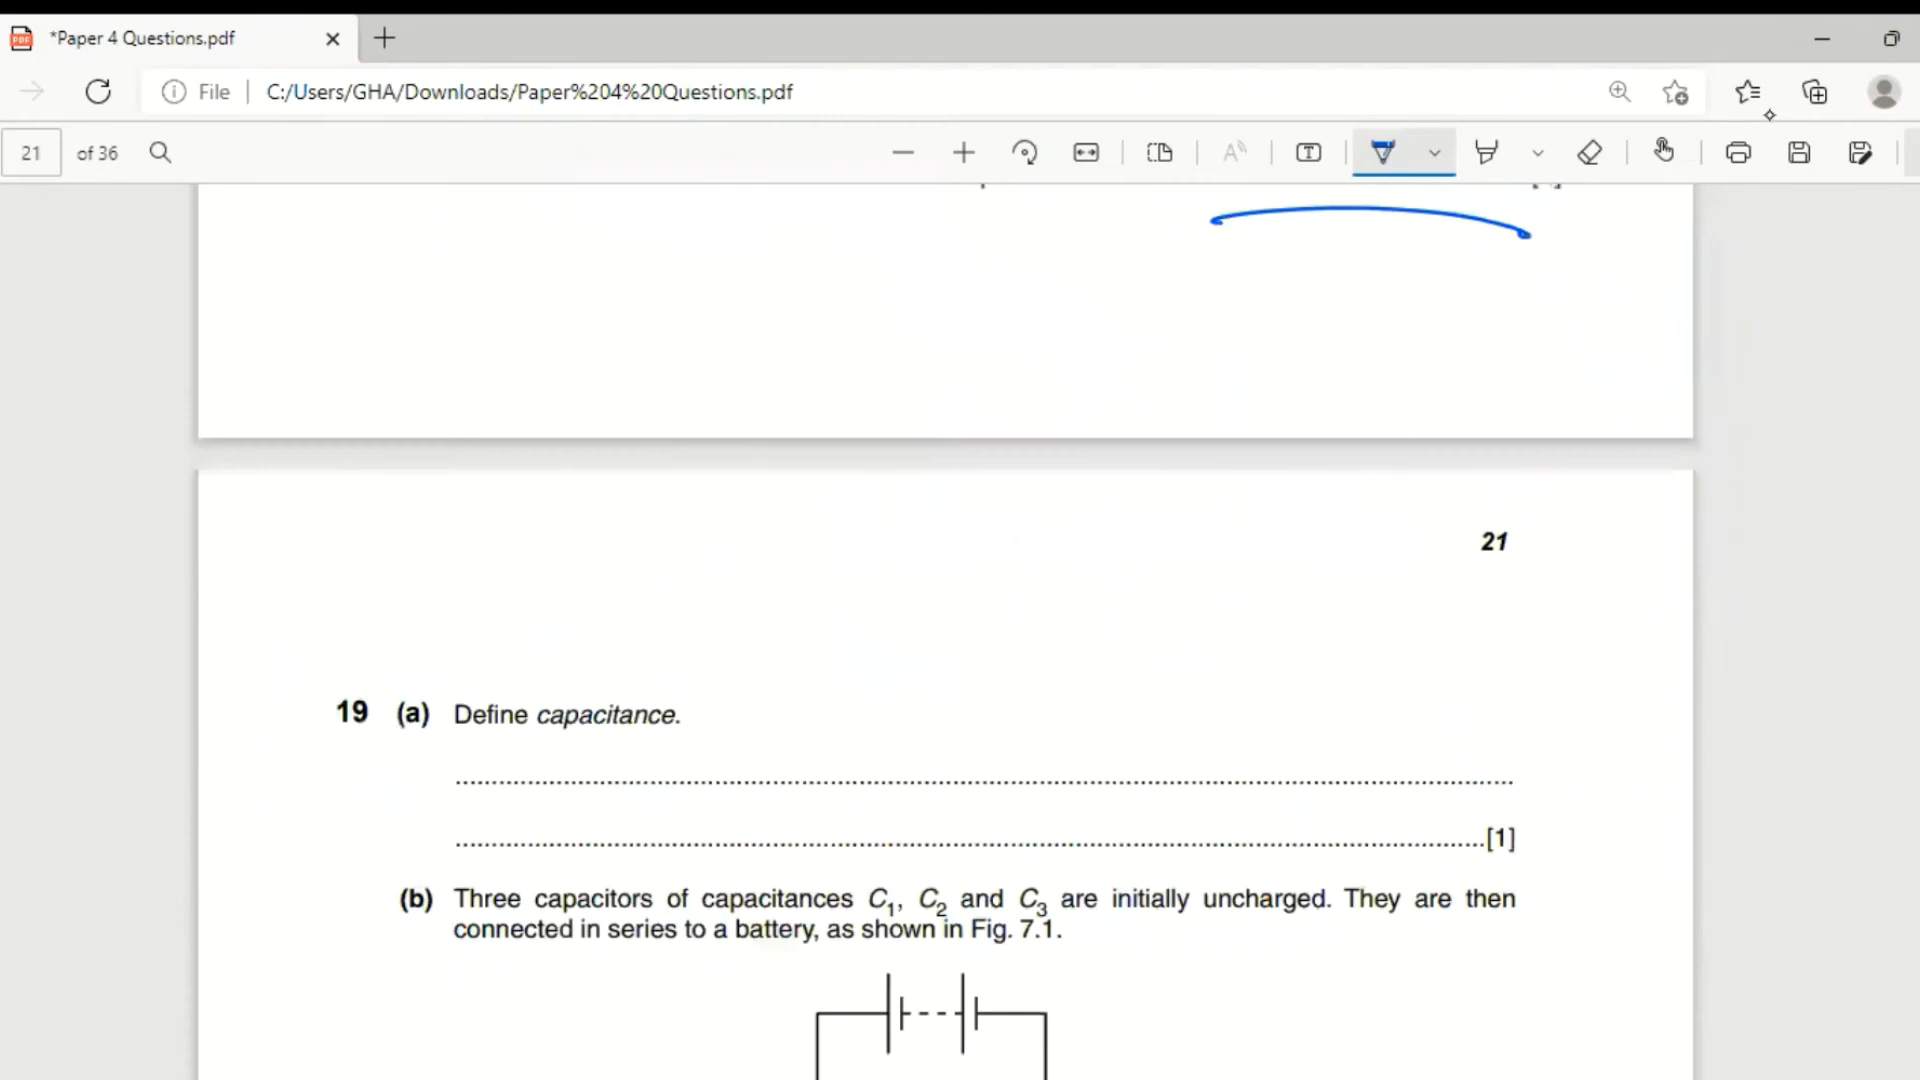 *Paper 4 Questions.pdf
File
C:/Users/GHA/Downloads/Paper%204%20Questions.pdf
21 of 36
21
19 (a) Define capacitance.
..........................................................................................
..........................................................................................[1]
(b) Three capacitors of capacitances C1, C2 and C3 are initially uncharged. They are then
connected in series to a battery, as shown in Fig. 7.1.